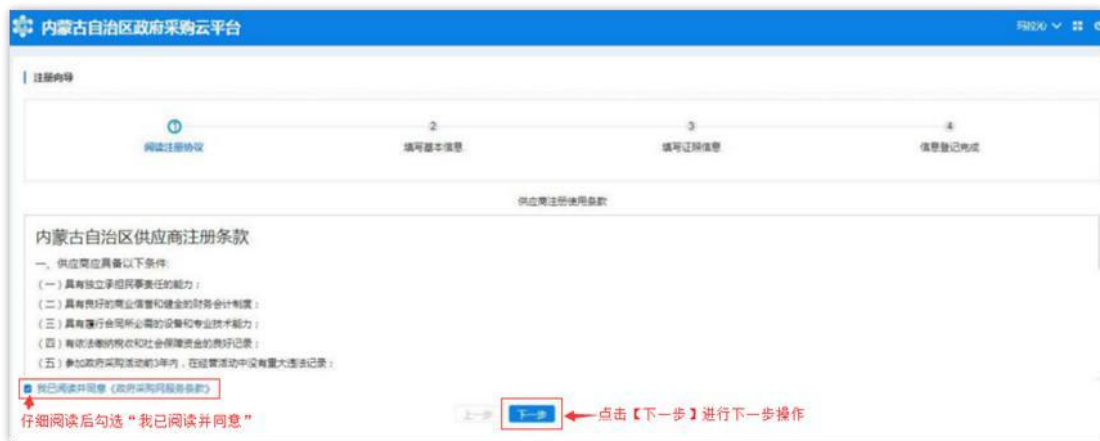 内蒙古自治区政府采购云平台
注册向导
1
2
3
4
阅读注册协议
填写基本信息
填写证照信息
信息登记完成
供应商注册使用条款
内蒙古自治区供应商注册条款
一、供应商应具备以下条件:
（一）具有独立承担民事责任的能力；
（二）具有良好的商业信誉和健全的财务会计制度；
（三）具有履行合同所必需的设备和专业技术能力；
（四）有依法缴纳税收和社会保障资金的良好记录；
（五）参加政府采购活动前3年内，在经营活动中没有重大违法记录；
我已阅读并同意《政府采购网服务条款》
仔细阅读后勾选“我已阅读并同意”
上一步
下一步
点击【下一步】进行下一步操作